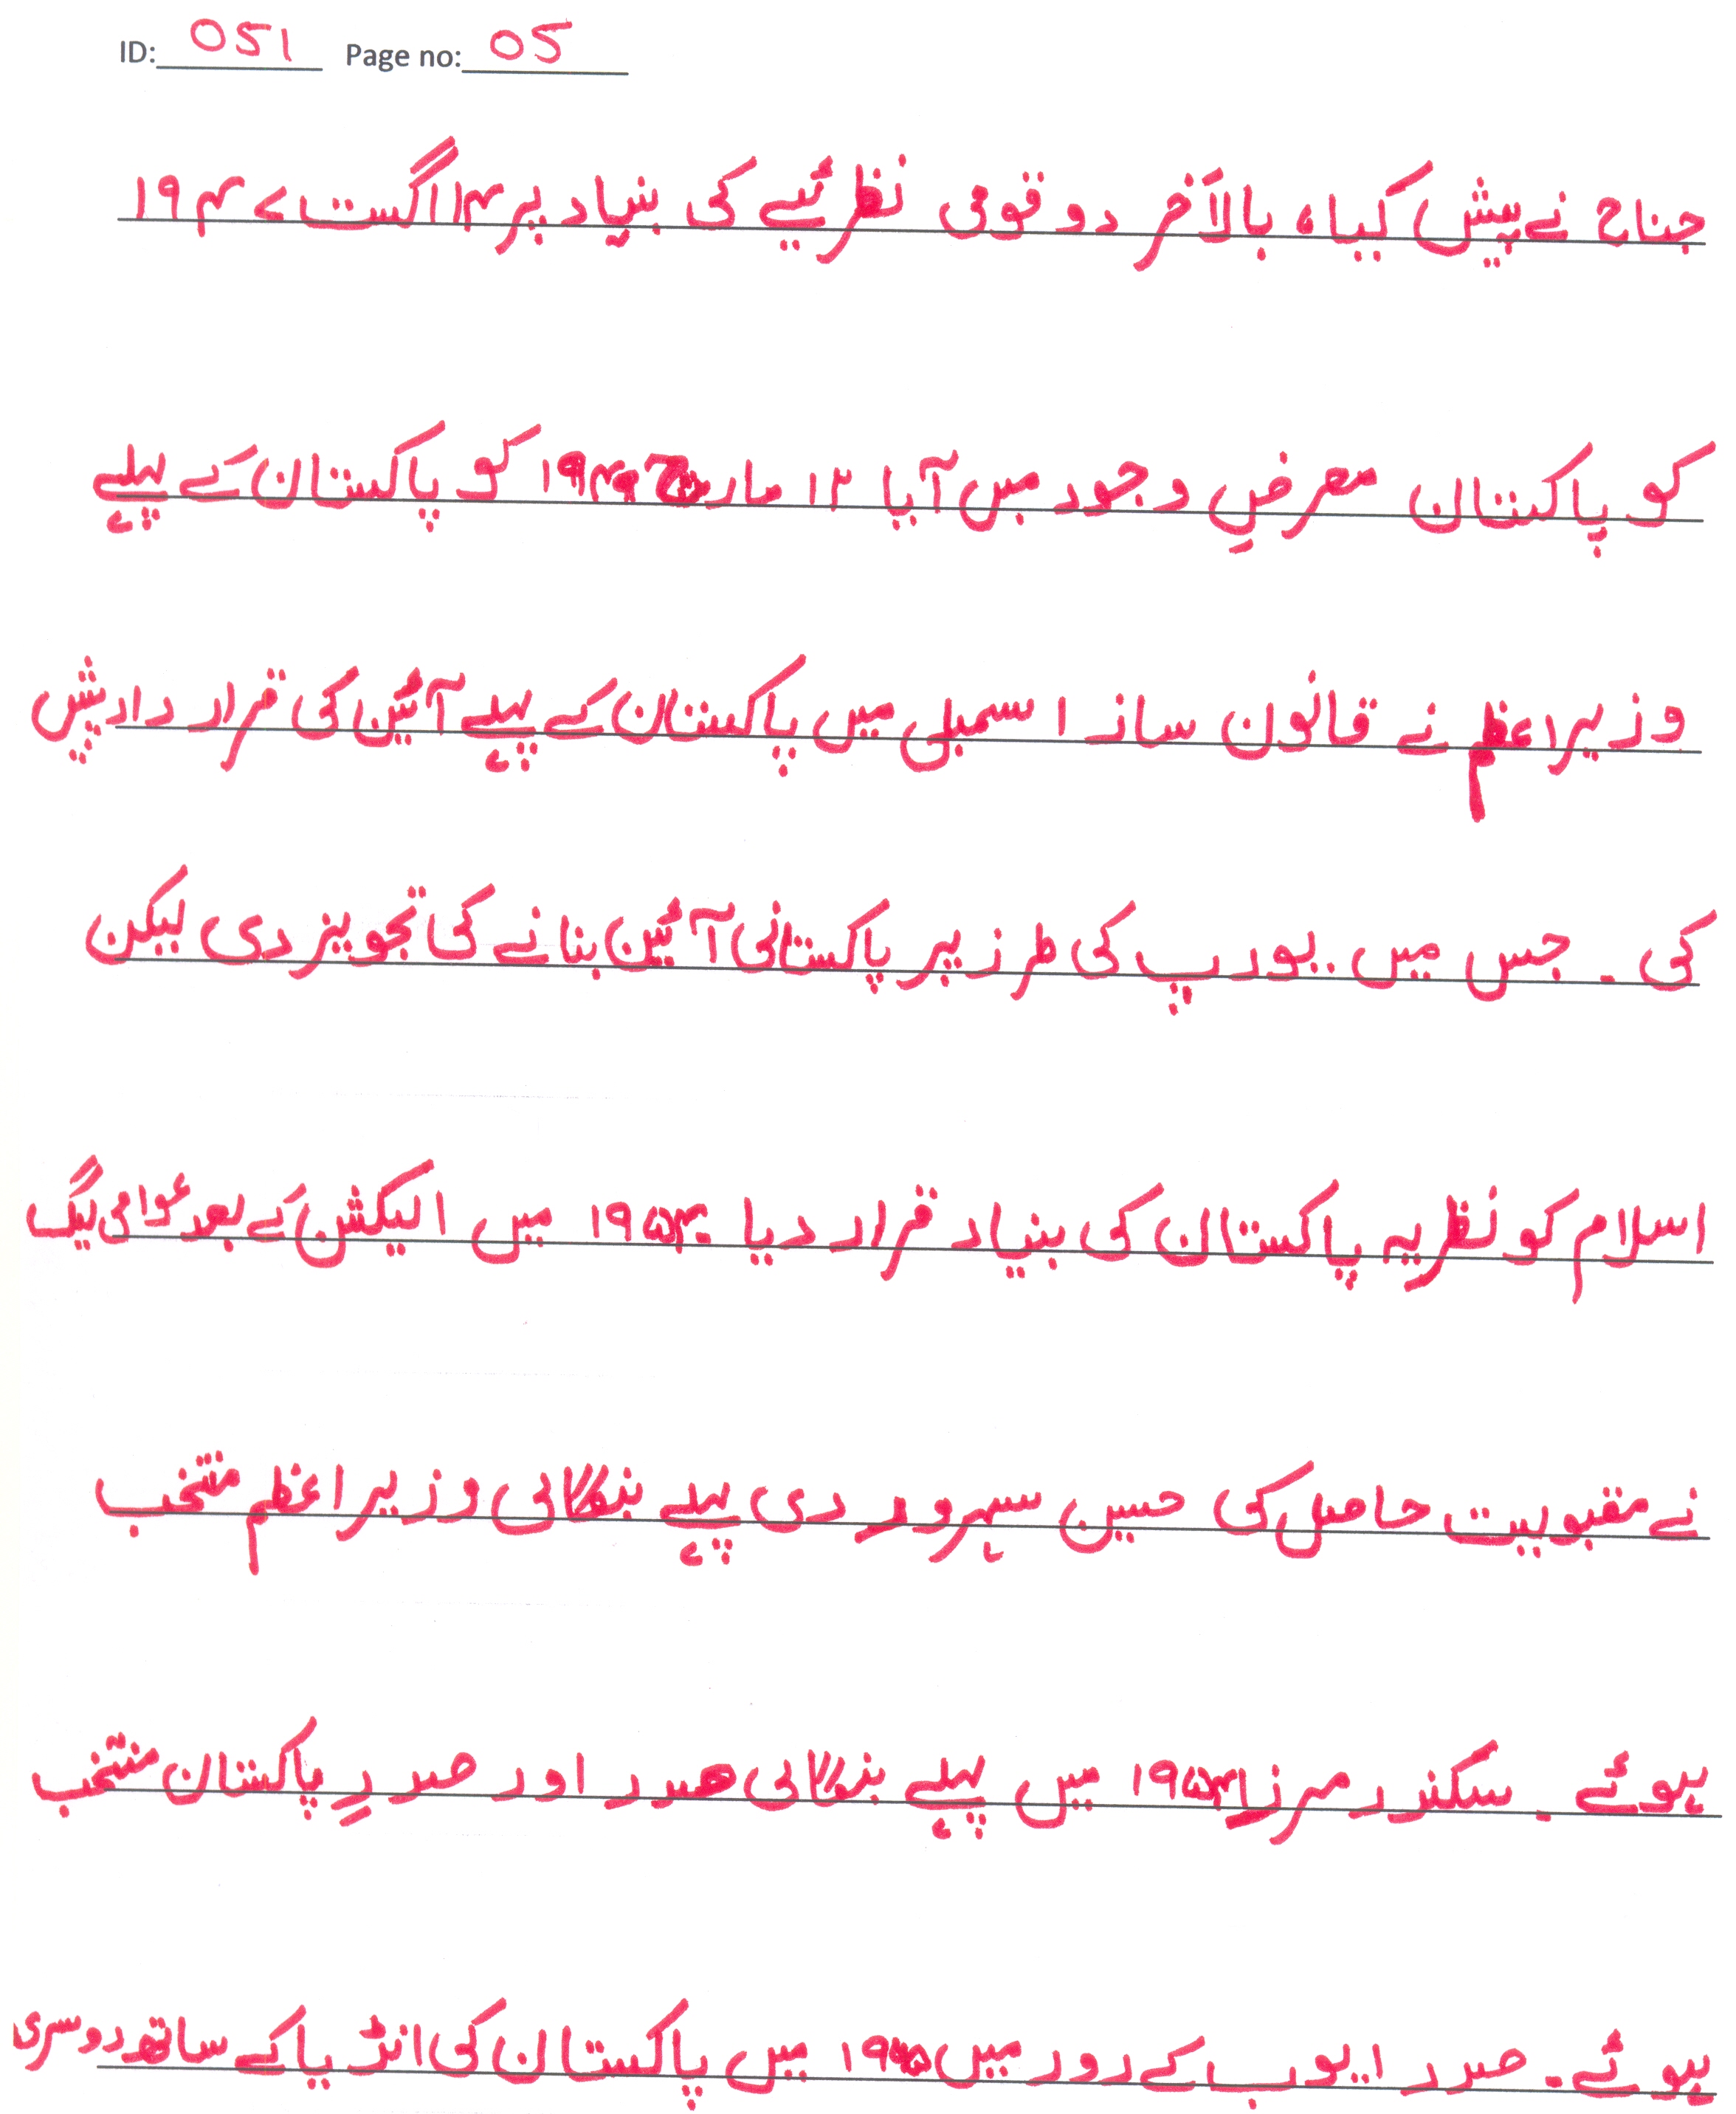 ID: 051 Page no: 05
جناح نے پیش کیا، بالآخر دو قومی نظرئیے کی بنیاد پر ۱۴ اگست ۱۹۴۷
کو پاکستان معرضِ وجود میں آیا ۱۲ مارچ ۱۹۴۹ کو پاکستان کے پہلے
وزیراعظم نے قانون ساز اسمبلی میں پاکستان کے پہلے آئین کی قرار داد پیش
کی ۔ جس میں یورپ کی طرز پر پاکستانی آئین بنانے کی تجویز دی لیکن
اسلام کو نظریہ پاکستان کی بنیاد قرار دیا ۔ ۱۹۵۴ میں الیکشن کے بعد عوامی لیگ
نے مقبولیت حاصل کی حسین سہرودردی پہلے بنگالی وزیراعظم منتخب
ہوئے ۔ سکندر مرزا ۱۹۵۴ میں پہلے بنگالی صدر اور صدرِ پاکستان منتخب
ہوئے ۔ صدر ایوب کے دور میں ۱۹۶۵ میں پاکستان کی انڈیا کے ساتھ دوسری